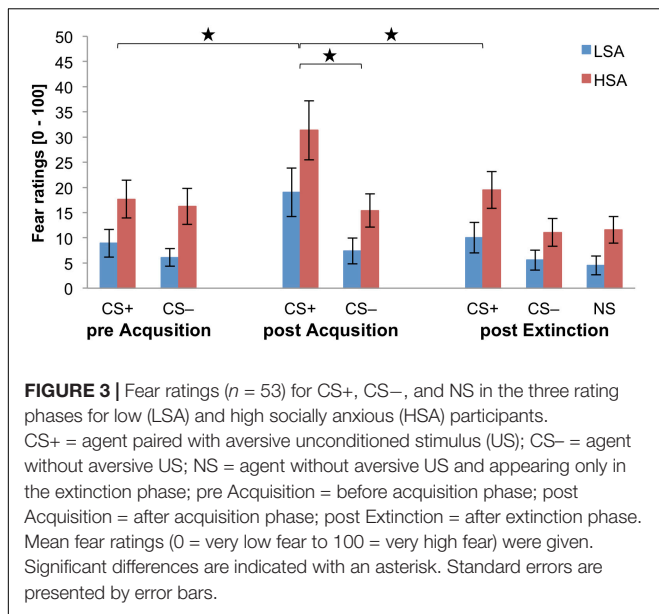 50
45
40
35
30
25
20
15
10
5
0
Fear ratings [0 - 100]
LSA
HSA
★ ★
★
CS+ CS– CS+ CS– CS+ CS– NS
pre Acqusition post Acqusition post Extinction
FIGURE 3 | Fear ratings (n = 53) for CS+, CS−, and NS in the three rating
phases for low (LSA) and high socially anxious (HSA) participants.
CS+ = agent paired with aversive unconditioned stimulus (US); CS– = agent
without aversive US; NS = agent without aversive US and appearing only in
the extinction phase; pre Acquisition = before acquisition phase; post
Acquisition = after acquisition phase; post Extinction = after extinction phase.
Mean fear ratings (0 = very low fear to 100 = very high fear) were given.
Significant differences are indicated with an asterisk. Standard errors are
presented by error bars.